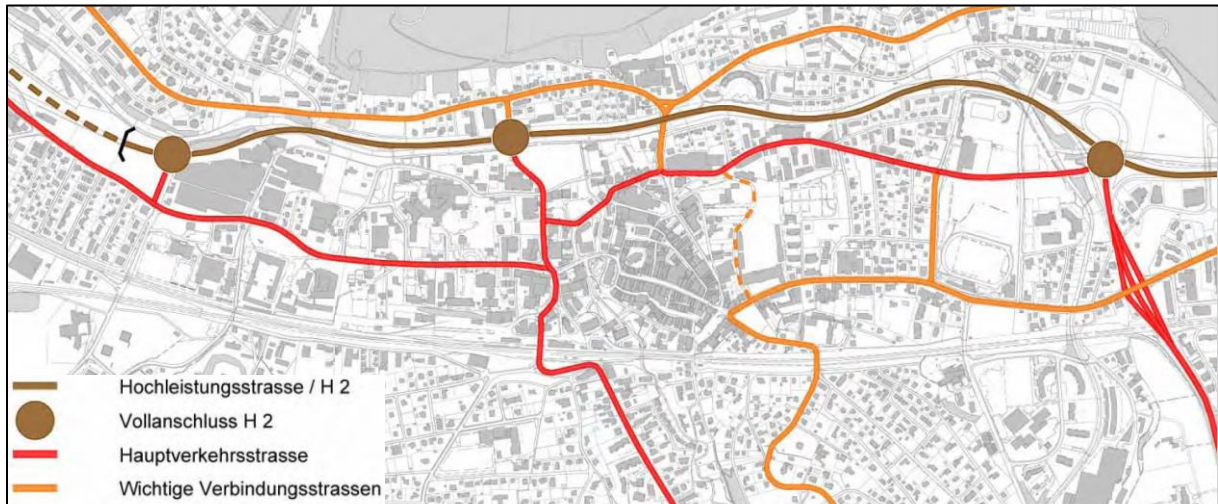 Hochleistungsstrasse / H 2
Vollanschluss H 2
Hauptverkehrsstrasse
Wichtige Verbindungsstrassen